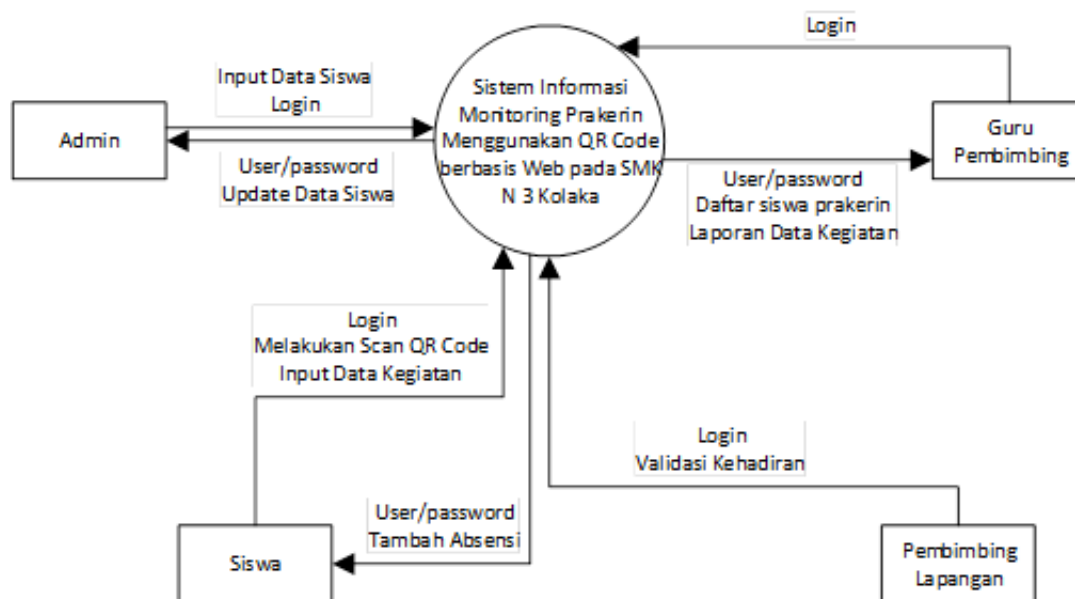 Login
Input Data Siswa
Login
Sistem Informasi
Monitoring Prakerin
Menggunakan QR Code
berbasis Web pada SMK
N 3 Kolaka
Admin
Guru
Pembimbing
User/password
Update Data Siswa
User/password
Daftar siswa prakerin
Laporan Data Kegiatan
Login
Melakukan Scan QR Code
Input Data Kegiatan
Login
Validasi Kehadiran
User/password
Tambah Absensi
Siswa
Pembimbing
Lapangan